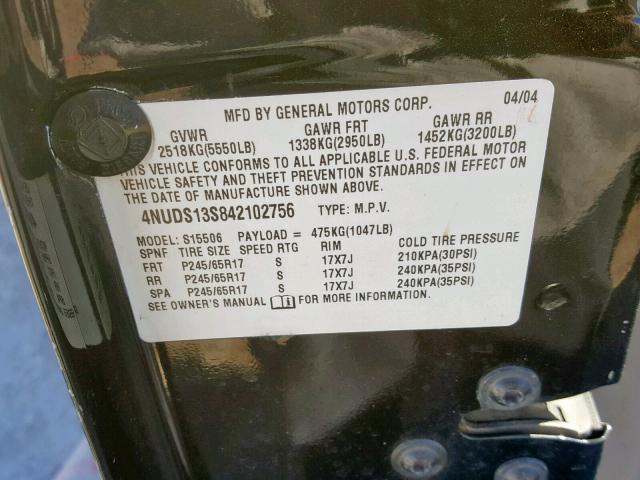 MFD BY GENERAL MOTORS CORP. 04/04
GVWR GAWR FRT GAWR RR
2518KG(5550LB) 1338KG(2950LB) 1452KG(3200LB)
THIS VEHICLE CONFORMS TO ALL APPLICABLE U.S. FEDERAL MOTOR
VEHICLE SAFETY AND THEFT PREVENTION STANDARDS IN EFFECT ON
THE DATE OF MANUFACTURE SHOWN ABOVE.
4NUDS13S842102756 TYPE: M.P.V.
MODEL: S15506 PAYLOAD = 475KG(1047LB)
SPNF TIRE SIZE SPEED RTG RIM COLD TIRE PRESSURE
FRT P245/65R17 S 17X7J 210KPA(30PSI)
RR P245/65R17 S 17X7J 240KPA(35PSI)
SPA P245/65R17 S 17X7J 240KPA(35PSI)
SEE OWNER'S MANUAL FOR MORE INFORMATION.